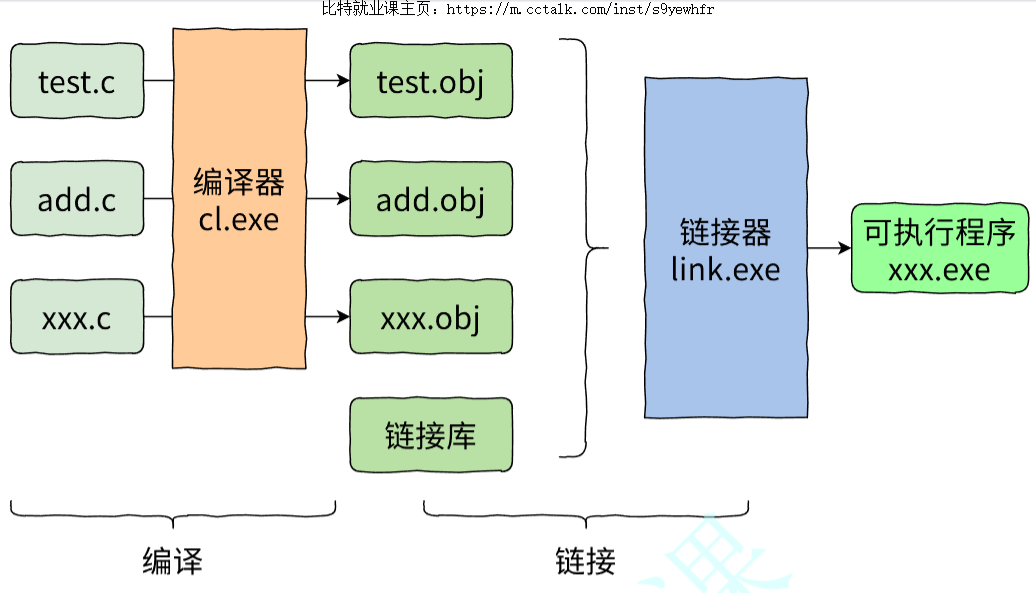 比特就业课主页：https://m.cctalk.com/inst/s9yewhfr
test.c
test.obj
add.c
编译器
cl.exe
add.obj
链接器
link.exe
可执行程序
xxx.exe
xxx.c
xxx.obj
链接库
编译
链接
课